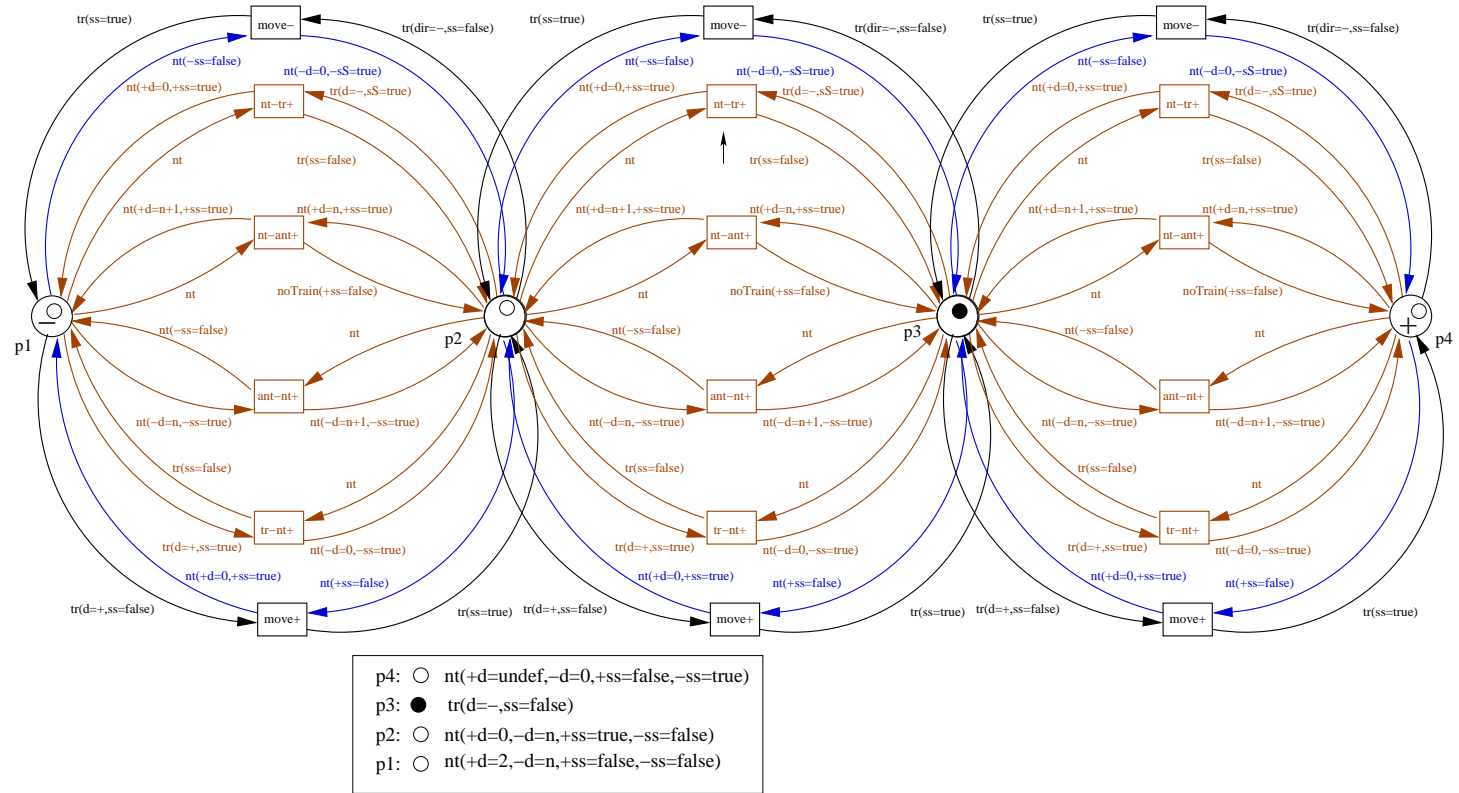 tr(ss=true) move− tr(dir=−,ss=false) tr(ss=true) move− tr(dir=−,ss=false) tr(ss=true) move− tr(dir=−,ss=false)
nt(−ss=false) nt(−d=0,−sS=true) nt(−ss=false) nt(−d=0,−sS=true) nt(−ss=false) nt(−d=0,−sS=true)
nt(+d=0,+ss=true) tr(d=−,sS=true) nt(+d=0,+ss=true) tr(d=−,sS=true) nt(+d=0,+ss=true) tr(d=−,sS=true)
nt−tr+ nt−tr+ nt−tr+
nt tr(ss=false) nt tr(ss=false) nt tr(ss=false)
nt(+d=n+1,+ss=true) nt(+d=n,+ss=true) nt(+d=n+1,+ss=true) nt(+d=n,+ss=true) nt(+d=n+1,+ss=true) nt(+d=n,+ss=true)
nt−ant+ nt−ant+ nt−ant+
nt noTrain(+ss=false) nt noTrain(+ss=false) nt noTrain(+ss=false)
− +
p1 p2 p3 p4
nt(−ss=false) nt nt(−ss=false) nt nt(−ss=false) nt
ant−nt+ ant−nt+ ant−nt+
nt(−d=n,−ss=true) nt(−d=n+1,−ss=true) nt(−d=n,−ss=true) nt(−d=n+1,−ss=true) nt(−d=n,−ss=true) nt(−d=n+1,−ss=true)
tr(ss=false) nt tr(ss=false) nt tr(ss=false) nt
tr−nt+ tr−nt+ tr−nt+
tr(d=+,ss=true) nt(−d=0,−ss=true) tr(d=+,ss=true) nt(−d=0,−ss=true) tr(d=+,ss=true) nt(−d=0,−ss=true)
nt(+d=0,+ss=true) nt(+ss=false) nt(+d=0,+ss=true) nt(+ss=false) nt(+d=0,+ss=true) nt(+ss=false)
tr(d=+,ss=false) move+ tr(ss=true) tr(d=+,ss=false) move+ tr(ss=true) tr(d=+,ss=false) move+ tr(ss=true)
p4: nt(+d=undef,−d=0,+ss=false,−ss=true)
p3: tr(d=−,ss=false)
p2: nt(+d=0,−d=n,+ss=true,−ss=false)
p1: nt(+d=2,−d=n,+ss=false,−ss=false)